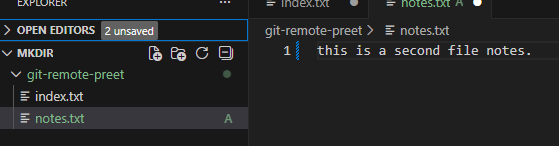 EXPLORER
OPEN EDITORS 2 unsaved
MKDIR
git-remote-preet
index.txt
notes.txt A
index.txt
notes.txt A
git-remote-preet > notes.txt
1 this is a second file notes.